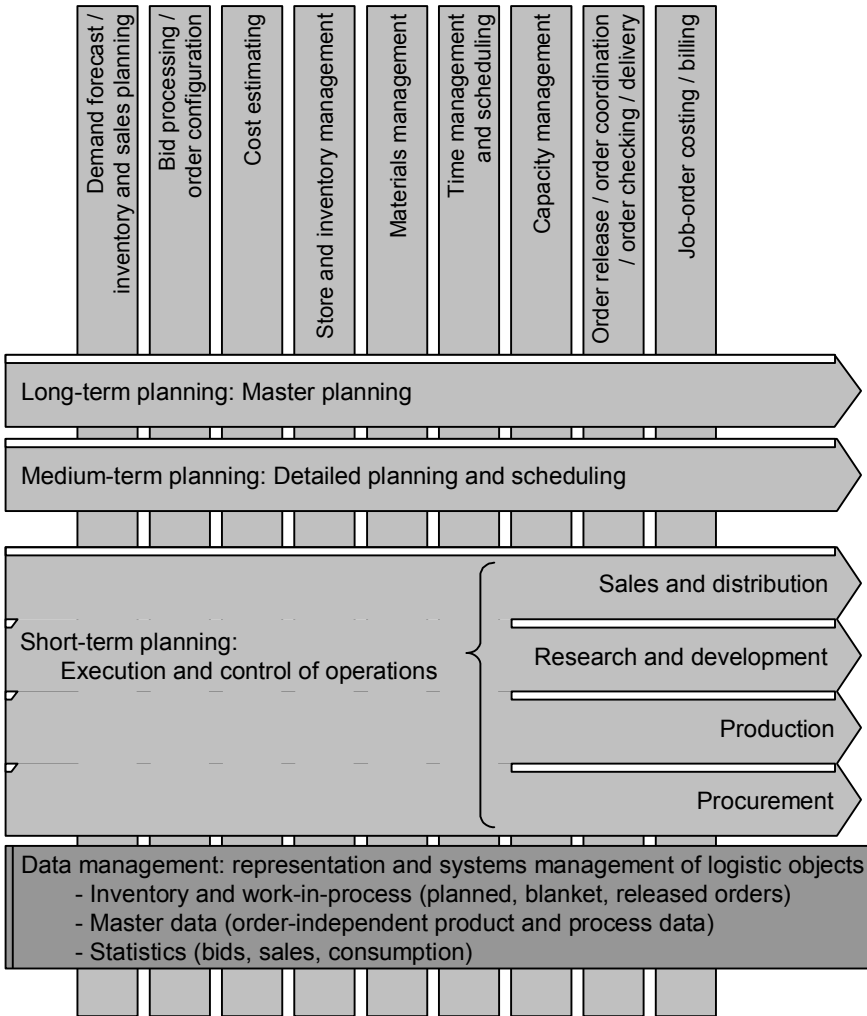 Demand forecast /
inventory and sales planning
Bid processing /
order configuration
Cost estimating
Store and inventory management
Materials management
Time management
and scheduling
Capacity management
Order release / order coordination
/ order checking / delivery
Job-order costing / billing
Long-term planning: Master planning
Medium-term planning: Detailed planning and scheduling
Sales and distribution
Short-term planning:
Execution and control of operations
Research and development
Production
Procurement
Data management: representation and systems management of logistic objects
- Inventory and work-in-process (planned, blanket, released orders)
- Master data (order-independent product and process data)
- Statistics (bids, sales, consumption)